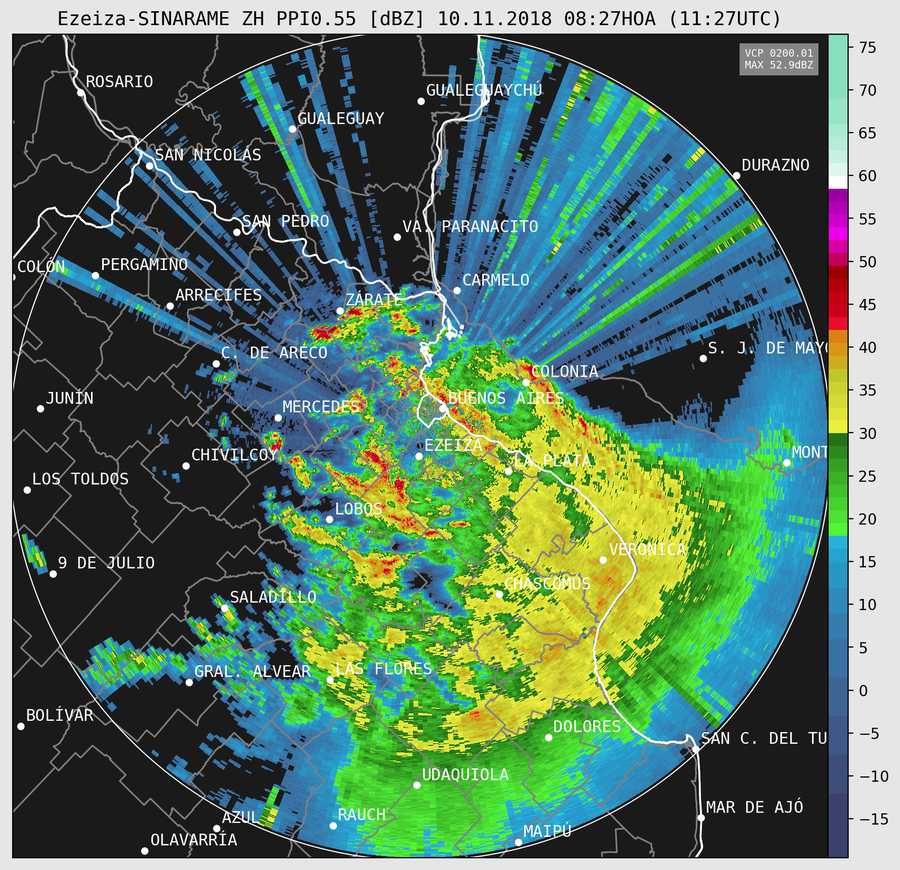 Ezeiza-SINARAME ZH PPI0.55 [dBZ] 10.11.2018 08:27HOA (11:27UTC)
VCP 0200.01
MAX 52.9dBZ
ROSARIO
GUALEGUAYCHÚ
GUALEGUAY
SAN NICOLÁS
DURAZNO
SAN PEDRO
VA. PARANACITO
COLÓN
PERGAMINO
CARMELO
ARRECIFES
ZÁRATE
C. DE ARECO
S. J. DE MAYO
COLONIA
JUNÍN
MERCEDES
BUENOS AIRES
EZEIZA
CHIVILCOY
LA PLATA
MONT
LOS TOLDOS
LOBOS
9 DE JULIO
VERONICA
CHASCOMÚS
SALADILLO
GRAL. ALVEAR
LAS FLORES
BOLÍVAR
DOLORES
SAN C. DEL TU
UDAQUIOLA
MAR DE AJÓ
AZUL
RAUCH
MAIPÚ
OLAVARRÍA
75
70
65
60
55
50
45
40
35
30
25
20
15
10
5
0
−5
−10
−15